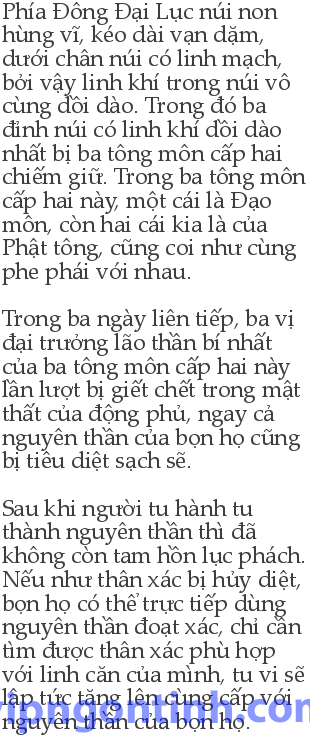 Phía Đông Đại Lục núi non
hùng vĩ, kéo dài vạn dặm,
dưới chân núi có linh mạch,
bởi vậy linh khí trong núi vô
cùng dồi dào. Trong đó ba
đỉnh núi có linh khí dồi dào
nhất bị ba tông môn cấp hai
chiếm giữ. Trong ba tông môn
cấp hai này, một cái là Đạo
môn, còn hai cái kia là của
Phật tông, cũng coi như cùng
phe phái với nhau.
Trong ba ngày liên tiếp, ba vị
đại trưởng lão thần bí nhất
của ba tông môn cấp hai này
lần lượt bị giết chết trong mật
thất của động phủ, ngay cả
nguyên thần của bọn họ cũng
bị tiêu diệt sạch sẽ.
Sau khi người tu hành tu
thành nguyên thần thì đã
không còn tam hồn lục phách.
Nếu như thân xác bị hủy diệt,
bọn họ có thể trực tiếp dùng
nguyên thần đoạt xác, chỉ cần
tìm được thân xác phù hợp
với linh căn của mình, tu vi sẽ
lập tức tăng lên cùng cấp với
nguyên thần của bọn họ.
vipngontinh.com